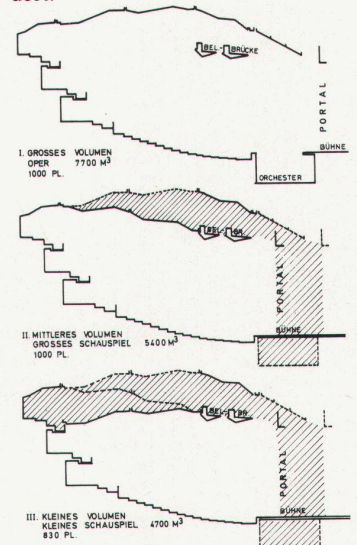 BEL.- BRÜCKE
PORTAL
BÜHNE
ORCHESTER
I. GROSSES VOLUMEN
OPER 7700 M³
1000 PL.
BEL.- BR.
PORTAL
BÜHNE
II. MITTLERES VOLUMEN
GROSSES SCHAUSPIEL 5400 M³
1000 PL.
BEL.- BR.
PORTAL
BÜHNE
III. KLEINES VOLUMEN
KLEINES SCHAUSPIEL 4700 M³
830 PL.